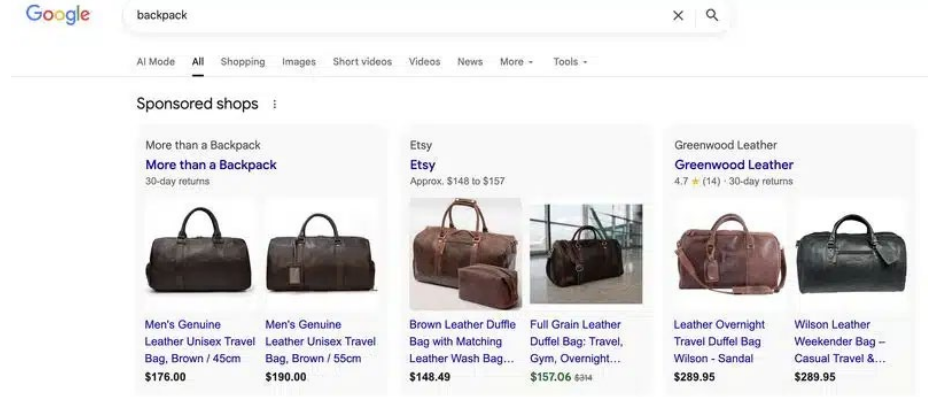 Google
backpack
AI Mode All Shopping Images Short videos Videos News More Tools
Sponsored shops
More than a Backpack
More than a Backpack
30-day returns
Men's Genuine
Leather Unisex Travel
Bag, Brown / 45cm
$176.00
Men's Genuine
Leather Unisex Travel
Bag, Brown / 55cm
$190.00
Etsy
Etsy
Approx. $148 to $157
Brown Leather Duffle
Bag with Matching
Leather Wash Bag...
$148.49
Full Grain Leather
Duffel Bag: Travel,
Gym, Overnight...
$157.06 $314
Greenwood Leather
Greenwood Leather
4.7 ★ (14) · 30-day returns
Leather Overnight
Travel Duffel Bag
Wilson - Sandal
$289.95
Wilson Leather
Weekender Bag –
Casual Travel &...
$289.95